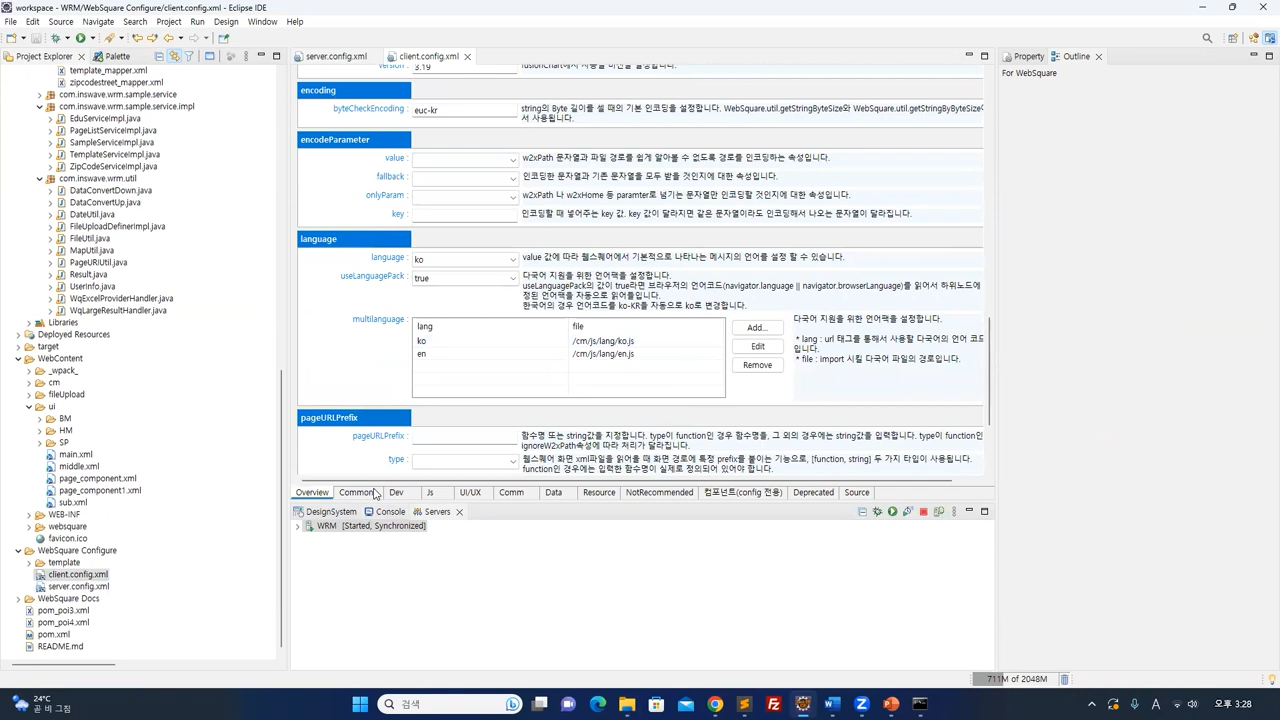 workspace - WRM/WebSquare Configure/client.config.xml - Eclipse IDE
File Edit Source Navigate Search Project Run Design Window Help
Project Explorer Palette
server.config.xml client.config.xml
Property Outline
For WebSquare
template_mapper.xml
zipcodestreet_mapper.xml
com.inswave.wrm.sample.service
com.inswave.wrm.sample.service.impl
EduServiceImpl.java
PageListServiceImpl.java
SampleServiceImpl.java
TemplateServiceImpl.java
ZipCodeServiceImpl.java
com.inswave.wrm.util
DataConvertDown.java
DataConvertUp.java
DateUtil.java
FileUploadDefinerImpl.java
FileUtil.java
MapUtil.java
PageURIUtil.java
Result.java
UserInfo.java
WqExcelProviderHandler.java
WqLargeResultHandler.java
Libraries
Deployed Resources
target
WebContent
_wpack_
cm
fileUpload
ui
BM
HM
SP
main.xml
middle.xml
page_component.xml
page_component1.xml
sub.xml
WEB-INF
websquare
favicon.ico
WebSquare Configure
template
client.config.xml
server.config.xml
WebSquare Docs
pom_poi3.xml
pom_poi4.xml
pom.xml
README.md
version : 3.19
encoding
byteCheckEncoding : euc-kr string의 Byte 길이를 셀 때의 기본 인코딩을 설정합니다. WebSquare.util.getStringByteSize와 WebSquare.util.getStringByByteSize에
서 사용됩니다.
encodeParameter
value : w2xPath 문자열과 파일 경로를 쉽게 알아볼 수 없도록 경로를 인코딩하는 속성입니다.
fallback : 인코딩한 문자열과 기존 문자열을 모두 받을 것인지에 대한 속성입니다.
onlyParam : w2xPath 나 w2xHome 등 paramter로 넘기는 문자열만 인코딩할 것인지에 대한 속성입니다.
key : 인코딩할 때 넣어주는 key 값. key 값이 달라지면 같은 문자열이라도 인코딩해서 나오는 문자열이 달라집니다.
language
language : ko value 값에 따라 웹스퀘어에서 기본적으로 나타나는 메시지의 언어를 설정 할 수 있습니다.
useLanguagePack : true 다국어 지원을 위한 언어팩을 설정합니다.
useLanguagePack의 값이 true라면 브라우저의 언어코드(navigator.language || navigator.browserLanguage)를 읽어서 하위노드에
정된 언어팩을 자동으로 읽어들입니다.
한국어의 경우 언어코드를 ko-KR를 자동으로 ko로 변경합니다.
multilanguage : lang file
ko /cm/js/lang/ko.js
en /cm/js/lang/en.js
Add...
Edit
Remove
다국어 지원을 위한 언어팩을 설정합니다.
* lang : url 태그를 통해서 사용할 다국어의 언어 코드
입니다.
* file : import 시킬 다국어 파일의 경로입니다.
pageURLPrefix
pageURLPrefix : 함수명 또는 string값을 지정합니다. type이 function인 경우 함수명을, 그 외의 경우에는 string값을 입력합니다. type이 function인
ignoreW2xPath속성에 따라 처리가 달라집니다.
type : 웹스퀘어 화면 xml파일을 읽어올 때 화면 경로에 특정 prefix를 붙이는 기능으로, [function, string] 두 가지 타입이 사용됩니다.
function인 경우에는 입력한 함수명이 실제로 정의되어 있어야 합니다.
Overview Common Dev Js UI/UX Comm Data Resource NotRecommended 컴포넌트(config 전용) Deprecated Source
DesignSystem Console Servers
WRM [Started, Synchronized]
711M of 2048M
24°C
곧 비 그침
검색
A
오후 3:28